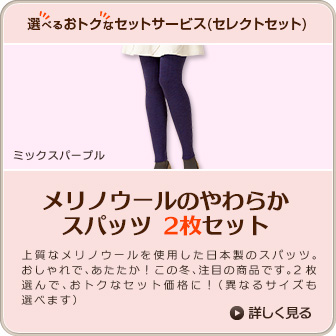 選べるおトクなセットサービス(セレクトセット)
ミックスパープル
メリノウールのやわらか
スパッツ 2枚セット
上質なメリノウールを使用した日本製のスパッツ。
おしゃれで、あたたか！この冬、注目の商品です。2枚
選んで、おトクなセット価格に！（異なるサイズも
選べます）
詳しく見る